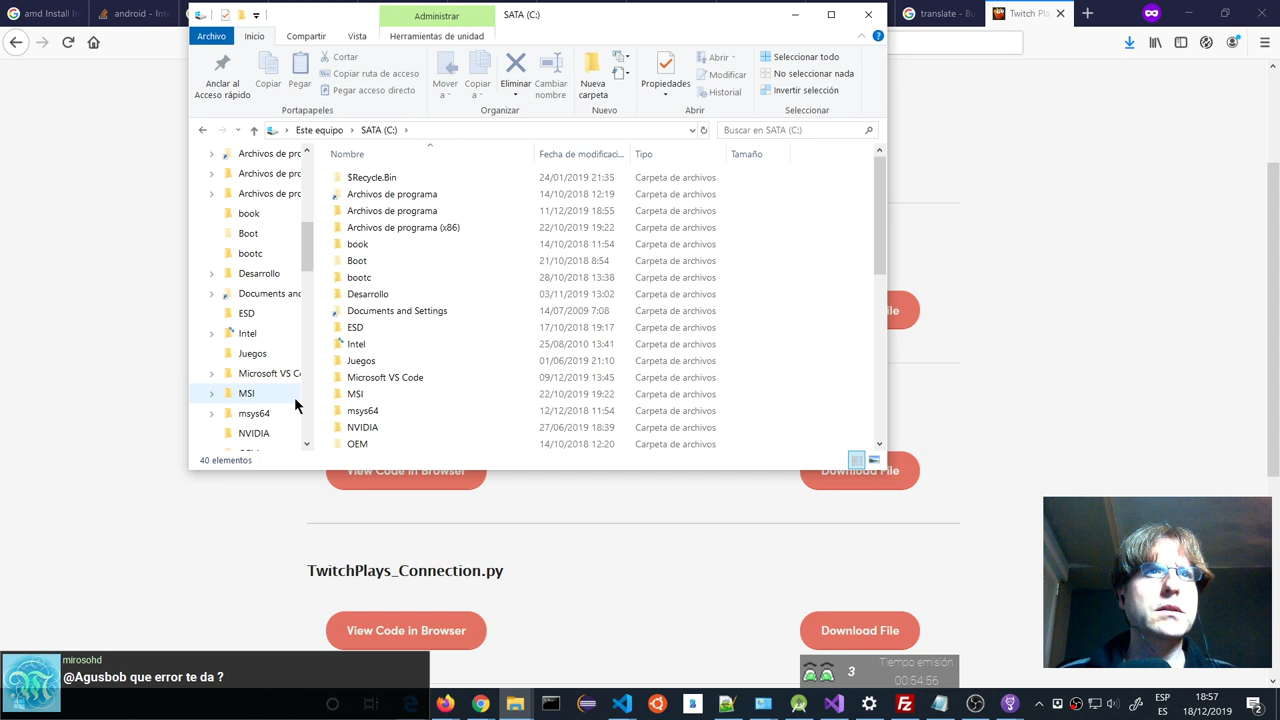 and Install In
android - Inte
Administrar
SATA (C:)
translate - Bu
Twitch Play
Archivo
Inicio
Compartir
Vista
Herramientas de unidad
Anclar al
Acceso rápido
Copiar
Pegar
Cortar
Copiar ruta de acceso
Pegar acceso directo
Portapapeles
Mover
a
Copiar
a
Eliminar
Cambiar
nombre
Organizar
Nueva
carpeta
Nuevo
Propiedades
Abrir
Modificar
Historial
Abrir
Seleccionar todo
No seleccionar nada
Invertir selección
Seleccionar
Este equipo
SATA (C:)
Buscar en SATA (C:)
Archivos de pro
Archivos de pro
Archivos de pro
book
Boot
bootc
Desarrollo
Documents and
ESD
Intel
Juegos
Microsoft VS Co
MSI
msys64
NVIDIA
Nombre Fecha de modificaci... Tipo Tamaño
$Recycle.Bin 24/01/2019 21:35 Carpeta de archivos
Archivos de programa 14/10/2018 12:19 Carpeta de archivos
Archivos de programa 11/12/2019 18:55 Carpeta de archivos
Archivos de programa (x86) 22/10/2019 19:22 Carpeta de archivos
book 14/10/2018 11:54 Carpeta de archivos
Boot 21/10/2018 8:54 Carpeta de archivos
bootc 28/10/2018 13:38 Carpeta de archivos
Desarrollo 03/11/2019 13:02 Carpeta de archivos
Documents and Settings 14/07/2009 7:08 Carpeta de archivos
ESD 17/10/2018 19:17 Carpeta de archivos
Intel 25/08/2010 13:41 Carpeta de archivos
Juegos 01/06/2019 21:10 Carpeta de archivos
Microsoft VS Code 09/12/2019 13:45 Carpeta de archivos
MSI 22/10/2019 19:22 Carpeta de archivos
msys64 12/12/2018 11:54 Carpeta de archivos
NVIDIA 27/06/2019 18:39 Carpeta de archivos
OEM 14/10/2018 12:20 Carpeta de archivos
40 elementos
ile
View Code in Browser
Download File
TwitchPlays_Connection.py
View Code in Browser
Download File
mirosohd
@Agusbob que error te da ?
3
Tiempo emisión
00:54:56
ESP
ES
18:57
18/12/2019
2